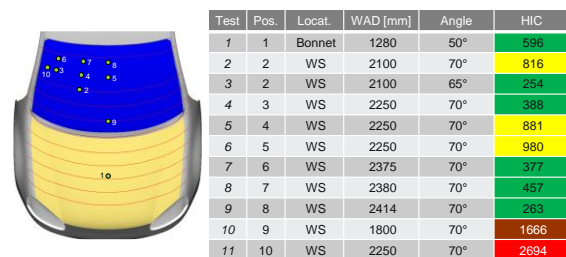 6
7
8
10
3
4
5
2
9
1
Test Pos. Locat. WAD [mm] Angle HIC
1 1 Bonnet 1280 50° 596
2 2 WS 2100 70° 816
3 2 WS 2100 65° 254
4 3 WS 2250 70° 388
5 4 WS 2250 70° 881
6 5 WS 2250 70° 980
7 6 WS 2375 70° 377
8 7 WS 2380 70° 457
9 8 WS 2414 70° 263
10 9 WS 1800 70° 1666
11 10 WS 2250 70° 2694